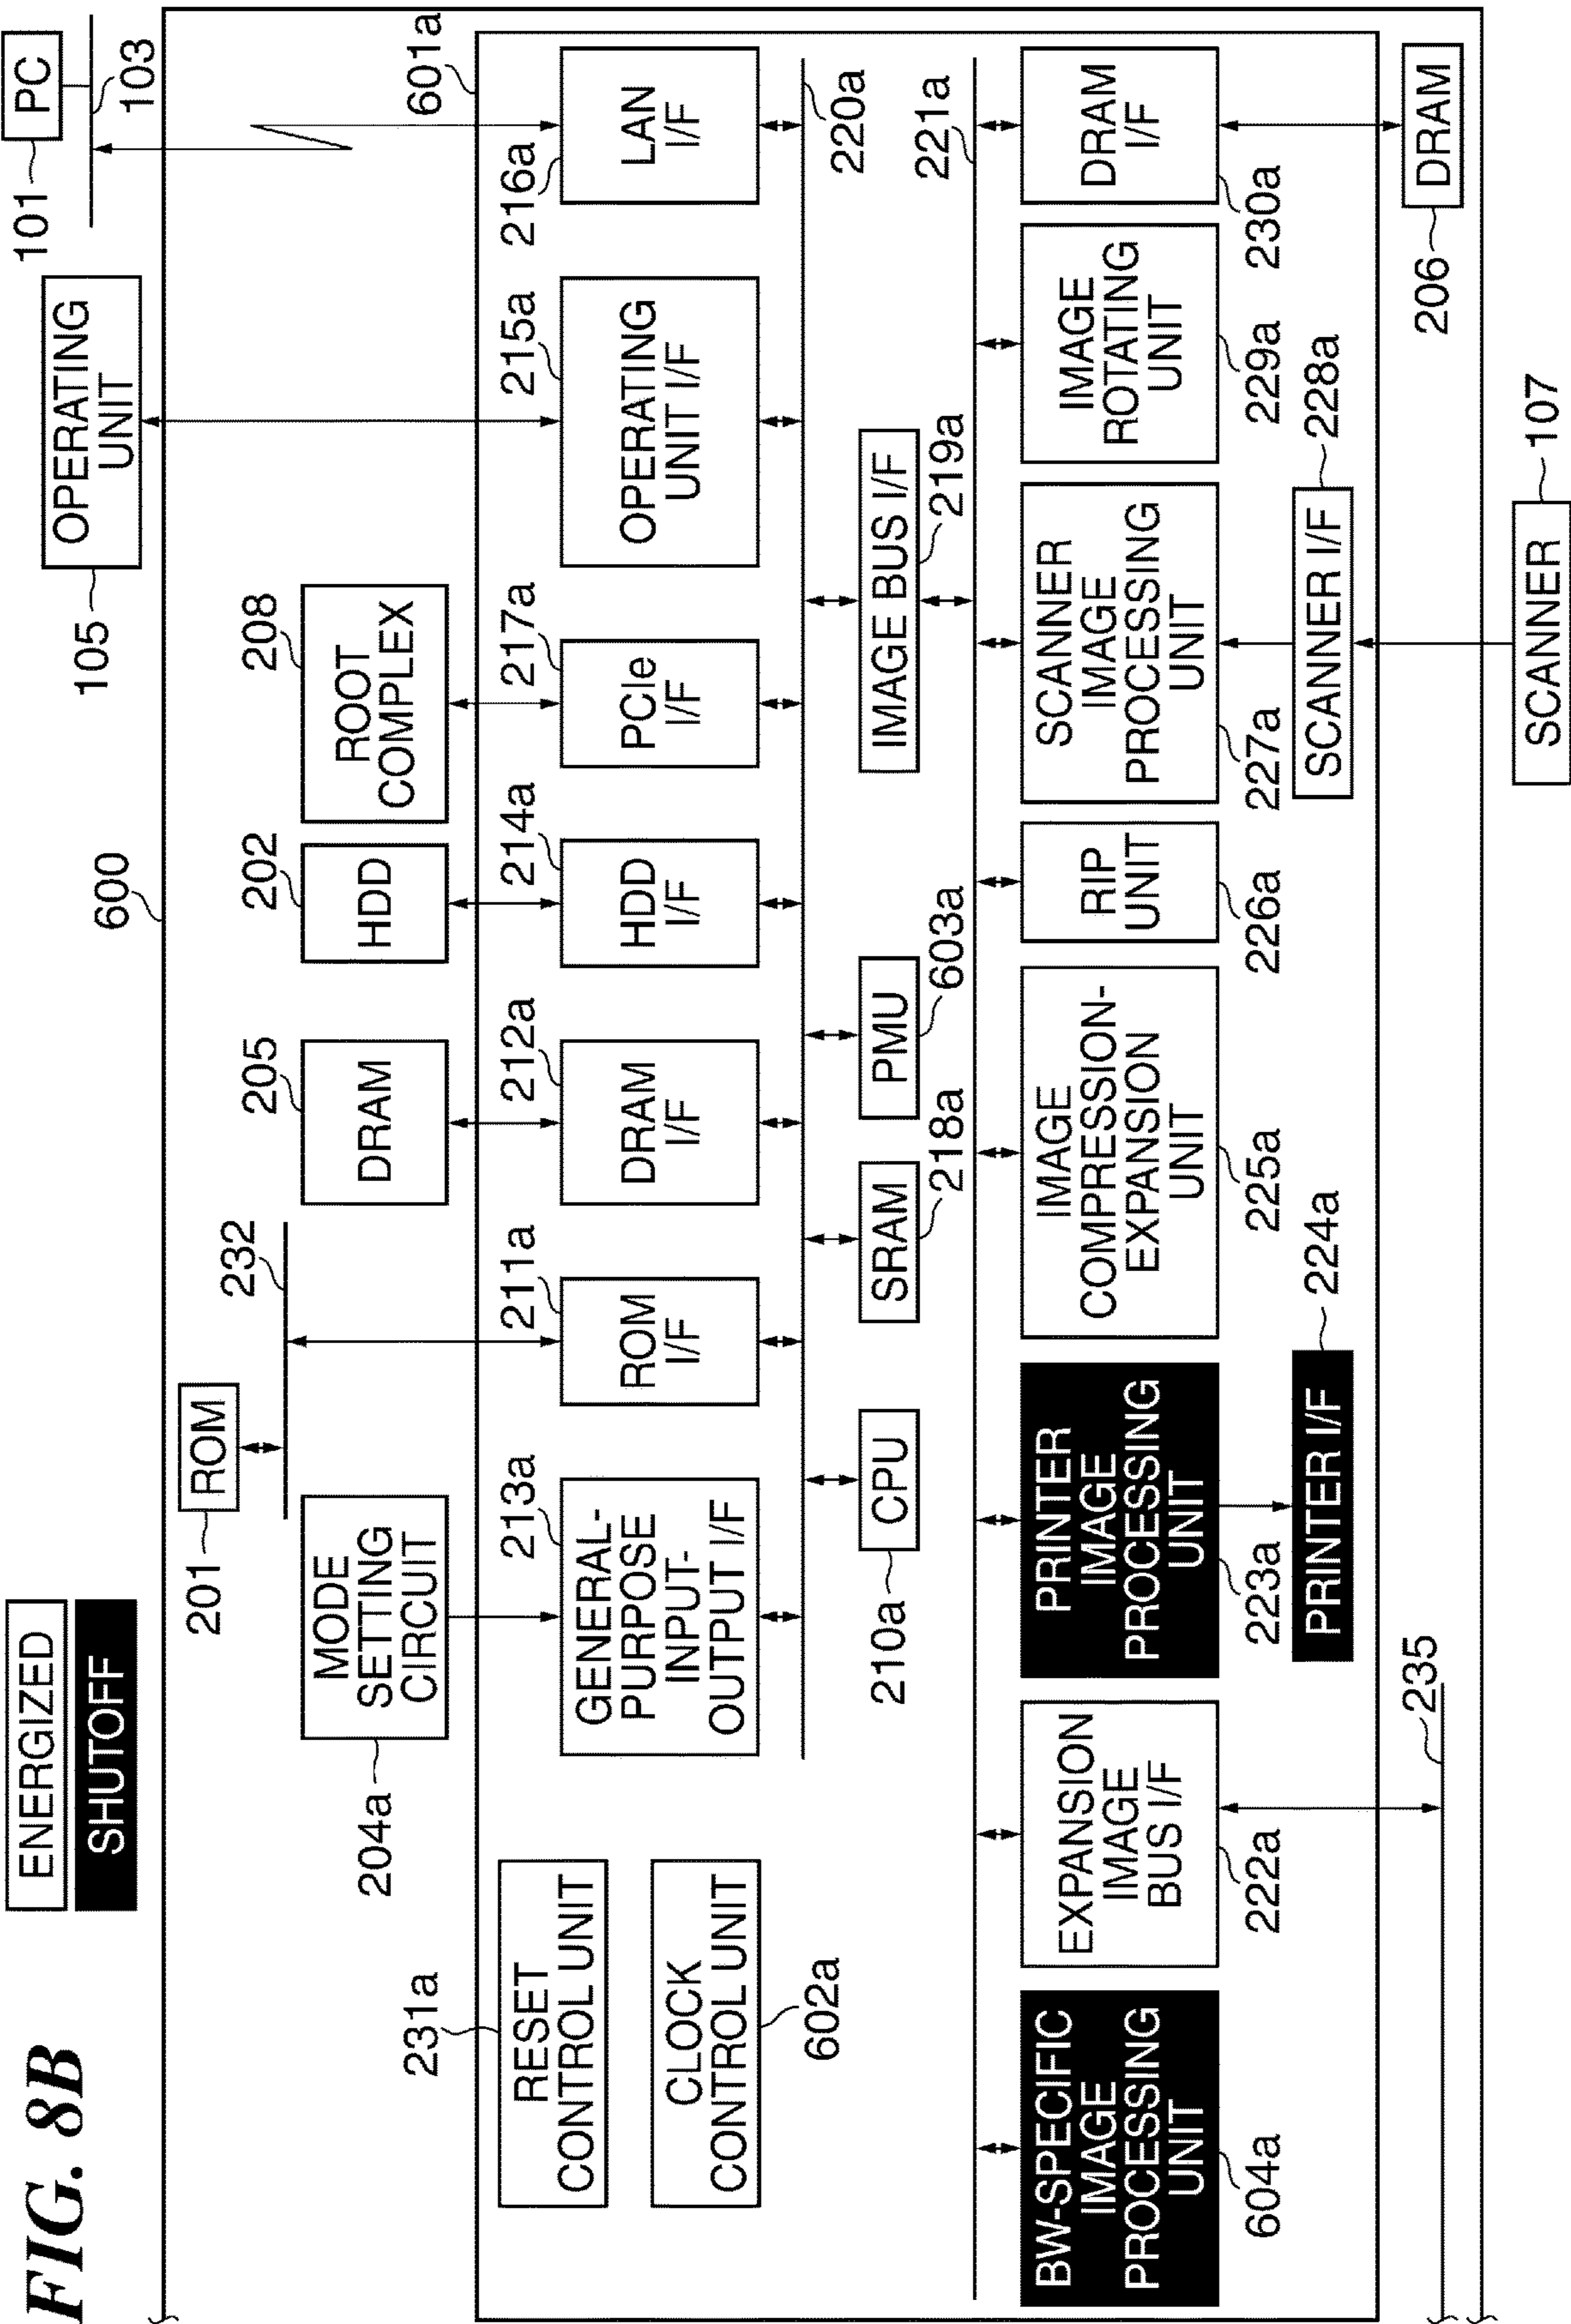 FIG. 8B
ENERGIZED
SHUTOFF
PC
101
103
OPERATING
UNIT
105
600
ROM
201
232
MODE
SETTING
CIRCUIT
204a
DRAM
205
HDD
202
ROOT
COMPLEX
208
601a
231a
RESET
CONTROL UNIT
CLOCK
CONTROL UNIT
602a
213a
GENERAL-
PURPOSE
INPUT-
OUTPUT I/F
211a
ROM
I/F
212a
DRAM
I/F
214a
HDD
I/F
217a
PCIe
I/F
215a
OPERATING
UNIT I/F
216a
LAN
I/F
220a
210a
CPU
SRAM
218a
PMU
603a
IMAGE BUS I/F
219a
221a
BW-SPECIFIC
IMAGE
PROCESSING
UNIT
604a
EXPANSION
IMAGE
BUS I/F
222a
PRINTER
IMAGE
PROCESSING
UNIT
223a
PRINTER I/F
224a
IMAGE
COMPRESSION-
EXPANSION
UNIT
225a
RIP
UNIT
226a
SCANNER
IMAGE
PROCESSING
UNIT
227a
SCANNER I/F
228a
IMAGE
ROTATING
UNIT
229a
DRAM
I/F
230a
235
206
DRAM
SCANNER
107